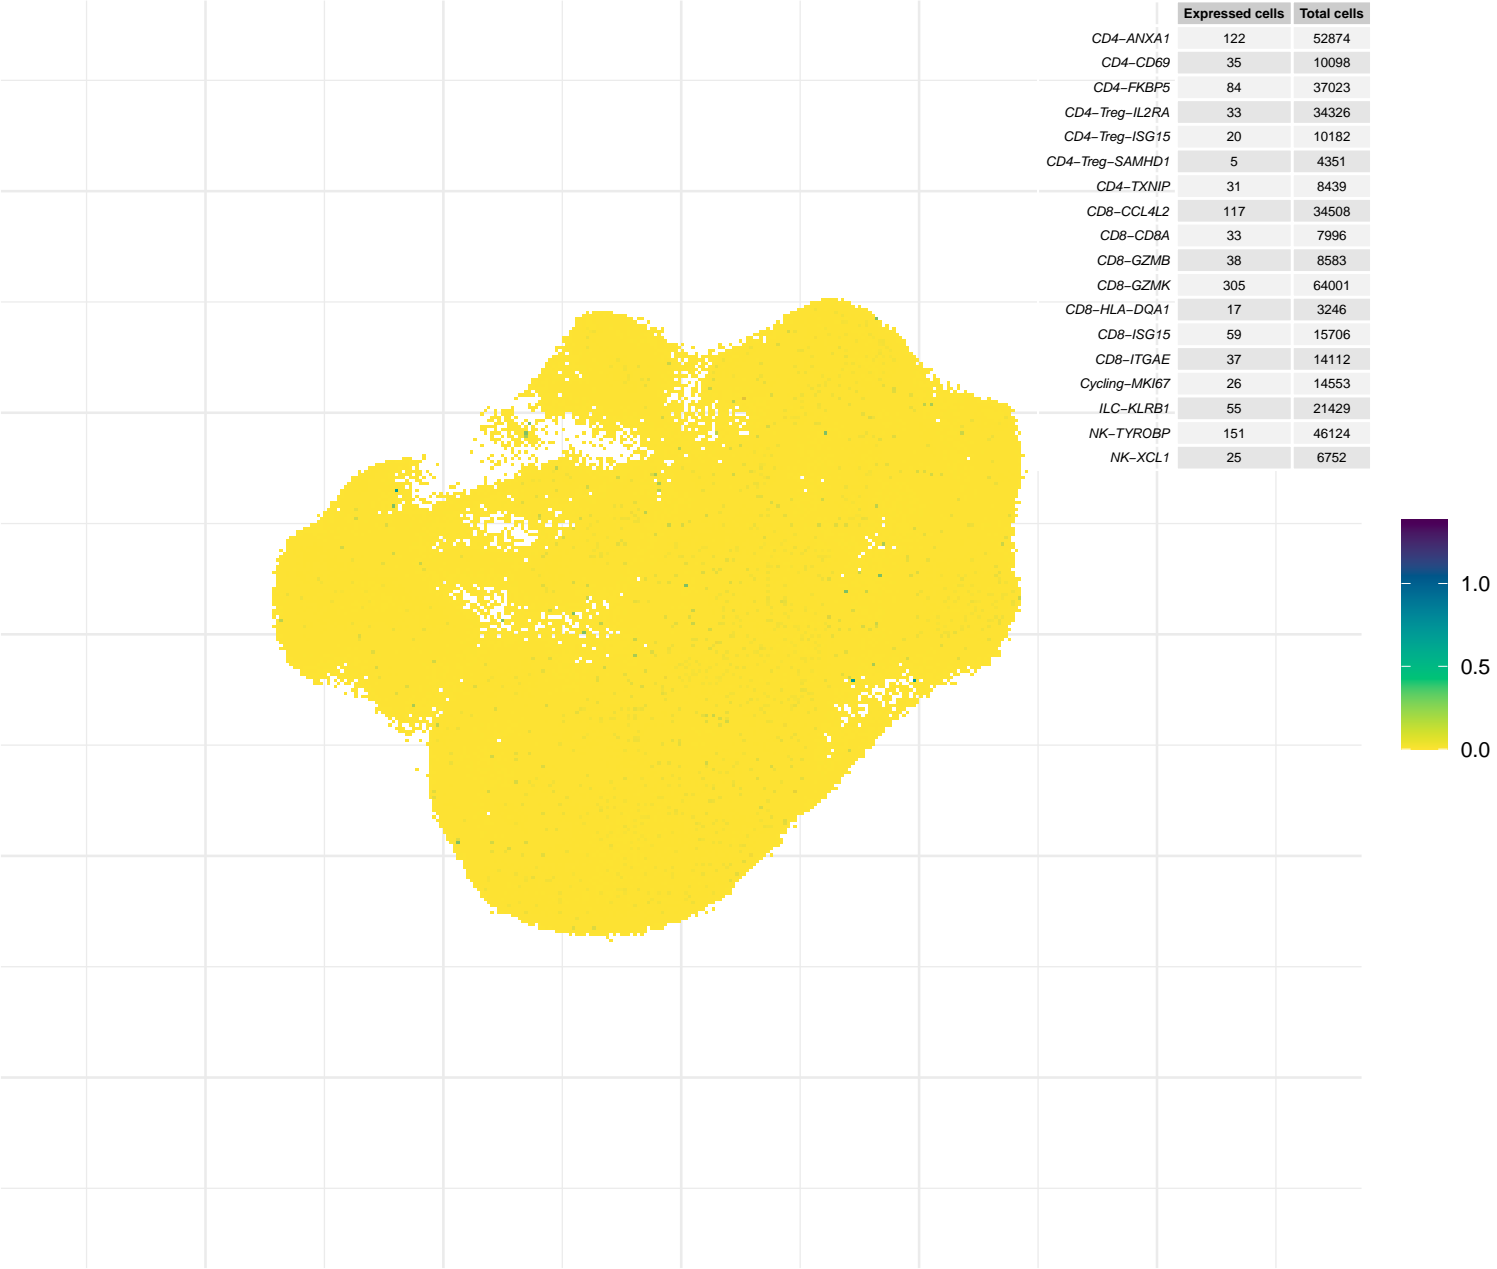 Expressed cells Total cells
CD4−ANXA1 122 52874
CD4−CD69 35 10098
CD4−FKBP5 84 37023
CD4−Treg−IL2RA 33 34326
CD4−Treg−ISG15 20 10182
CD4−Treg−SAMHD1 5 4351
CD4−TXNIP 31 8439
CD8−CCL4L2 117 34508
CD8−CD8A 33 7996
CD8−GZMB 38 8583
CD8−GZMK 305 64001
CD8−HLA−DQA1 17 3246
CD8−ISG15 59 15706
CD8−ITGAE 37 14112
Cycling−MKI67 26 14553
ILC−KLRB1 55 21429
NK−TYROBP 151 46124
NK−XCL1 25 6752
1.0
0.5
0.0